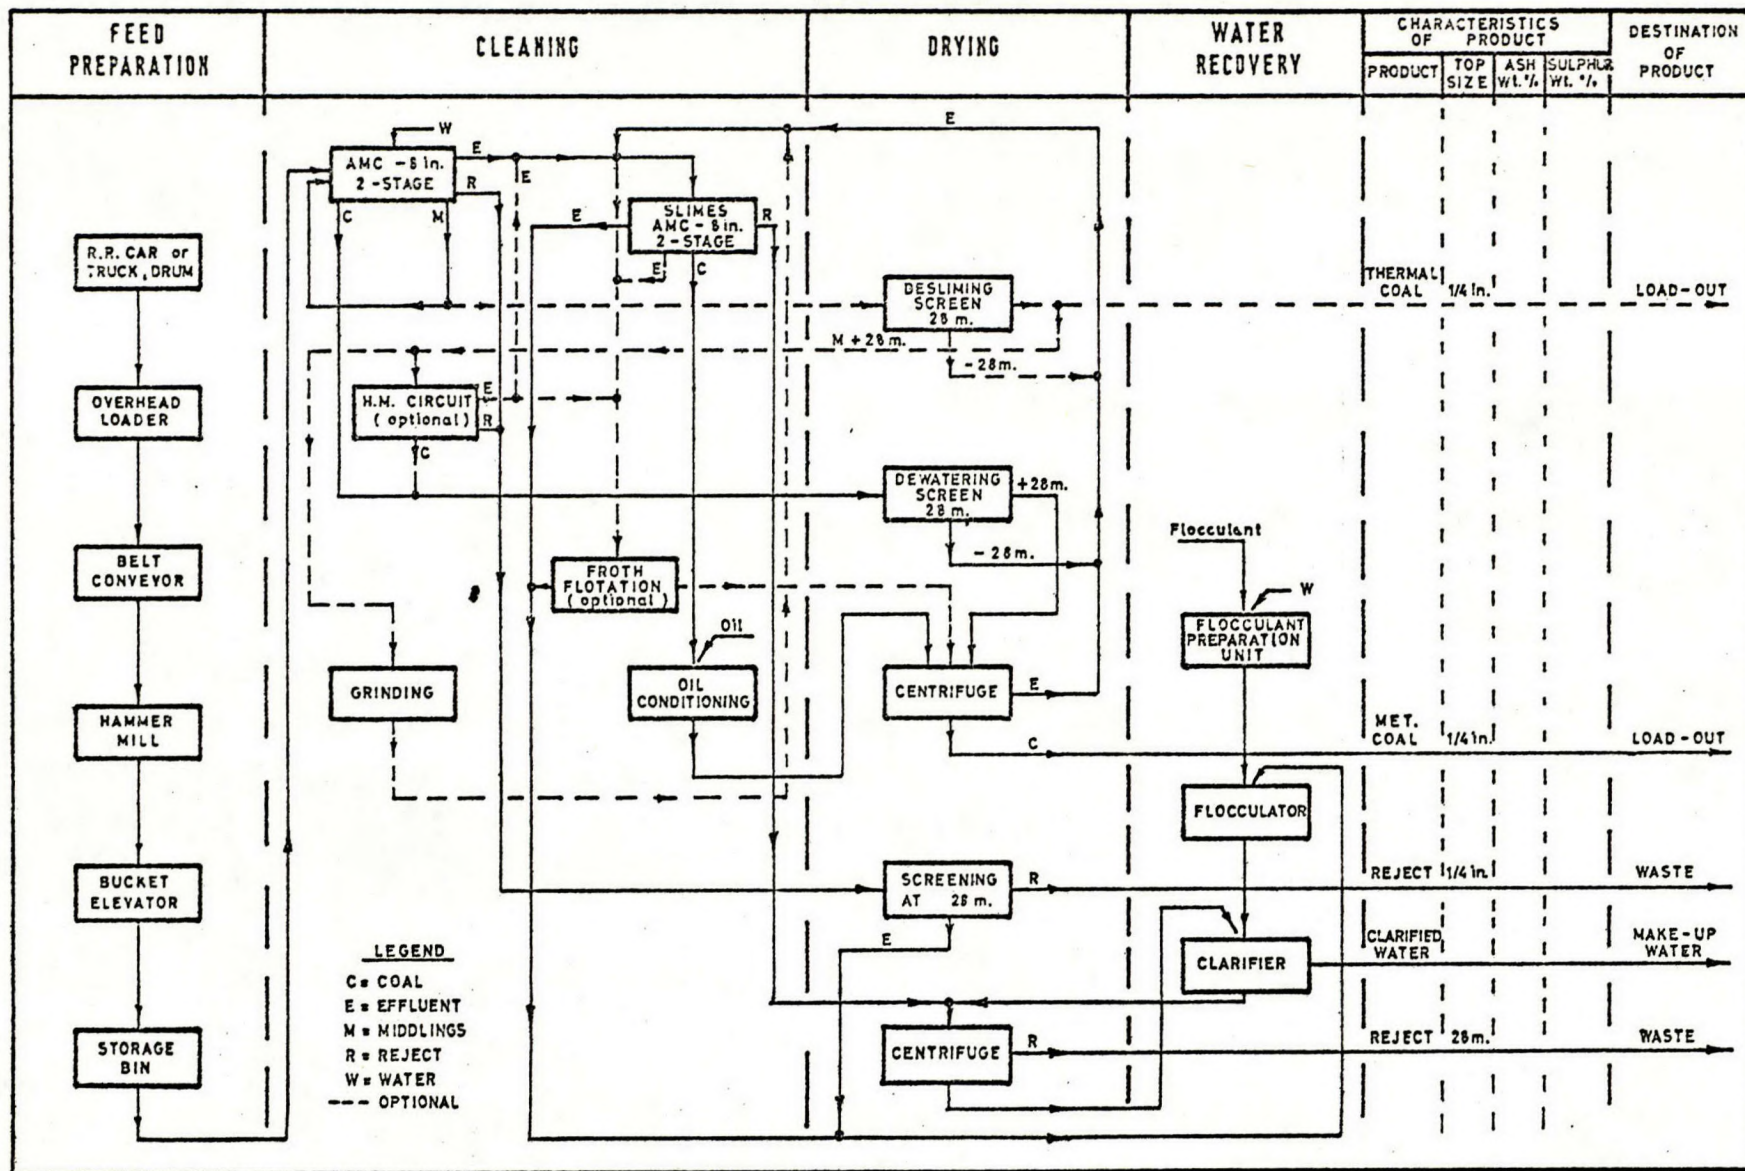 FEED
PREPARATION
CLEANING
DRYING
WATER
RECOVERY
CHARACTERISTICS
OF PRODUCT
PRODUCT
TOP
SIZE
ASH
Wt.%
SULPHUR
Wt.%
DESTINATION
OF
PRODUCT
R.R. CAR or
TRUCK, DRUM
OVERHEAD
LOADER
BELT
CONVEYOR
HAMMER
MILL
BUCKET
ELEVATOR
STORAGE
BIN
W
AMC - 8 in.
2-STAGE
E
R
C
M
E
E
SLIMES
AMC - 8 in.
2-STAGE
R
E
C
E
H.M. CIRCUIT
(optional)
E
R
C
M + 28 m.
FROTH
FLOTATION
(optional)
GRINDING
Oil
OIL
CONDITIONING
LEGEND
C = COAL
E = EFFLUENT
M = MIDDLINGS
R = REJECT
W = WATER
--- OPTIONAL
DESLIMING
SCREEN
28 m.
- 28 m.
DEWATERING
SCREEN
28 m.
+28 m.
- 28 m.
CENTRIFUGE
E
C
SCREENING
AT 28 m.
R
E
CENTRIFUGE
R
Flocculant
W
FLOCCULANT
PREPARATION
UNIT
FLOCCULATOR
CLARIFIER
THERMAL
COAL
1/4 in.
LOAD-OUT
MET.
COAL
1/4 in.
LOAD-OUT
REJECT
1/4 in.
WASTE
CLARIFIED
WATER
MAKE-UP
WATER
REJECT
28 m.
WASTE